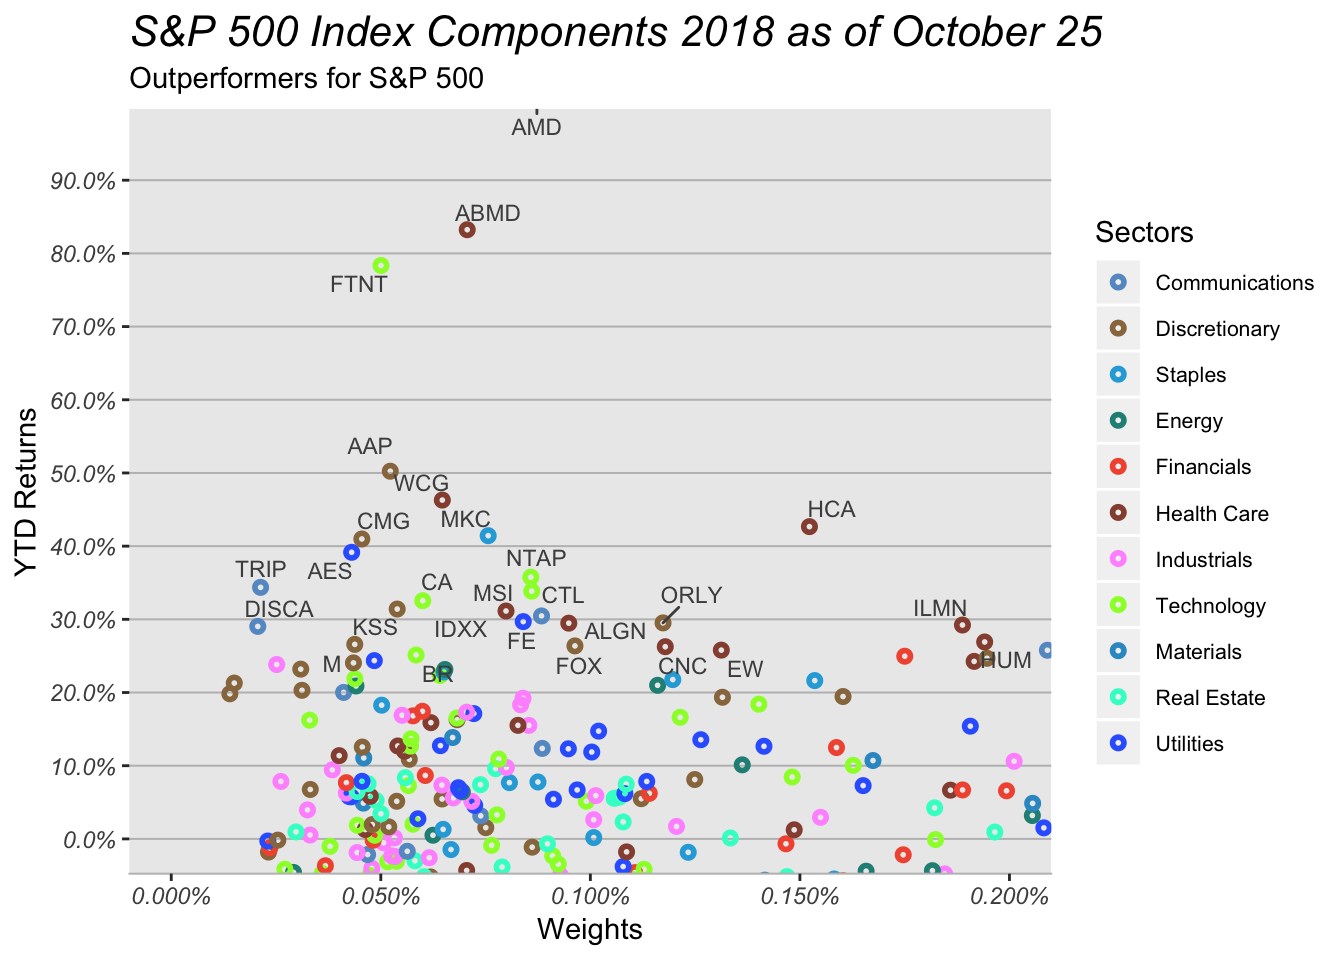 S&P 500 Index Components 2018 as of October 25
Outperformers for S&P 500
AMD
90.0%
ABMD
80.0%
FTNT
70.0%
60.0%
AAP
50.0%
WCG
MKC
HCA
CMG
40.0%
NTAP
TRIP
AES
CA
MSI
CTL
ORLY
DISCA
ILMN
30.0%
KSS
IDXX
FE
ALGN
M
BR
FOX
CNC
EW
HUM
20.0%
10.0%
0.0%
YTD Returns
0.000%
0.050%
0.100%
0.150%
0.200%
Weights
Sectors
Communications
Discretionary
Staples
Energy
Financials
Health Care
Industrials
Technology
Materials
Real Estate
Utilities